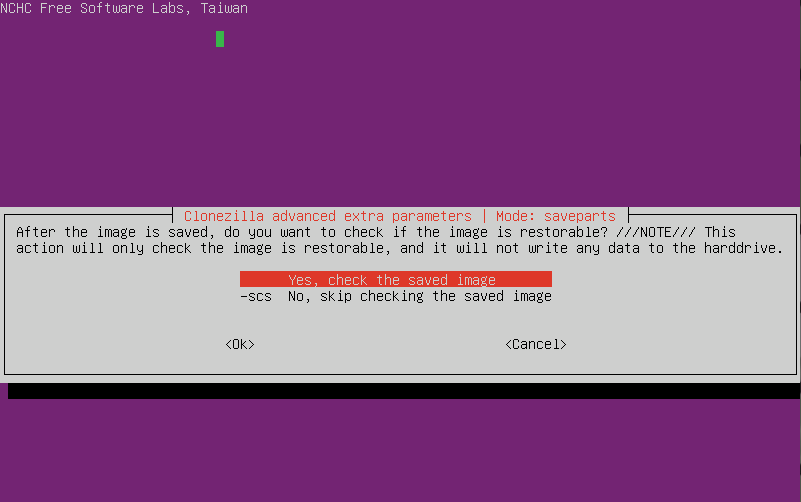 NCHC Free Software Labs, Taiwan
Clonezilla advanced extra parameters | Mode: saveparts
After the image is saved, do you want to check if the image is restorable? ///NOTE/// This
action will only check the image is restorable, and it will not write any data to the harddrive.
Yes, check the saved image
-scs No, skip checking the saved image
<Ok> <Cancel>